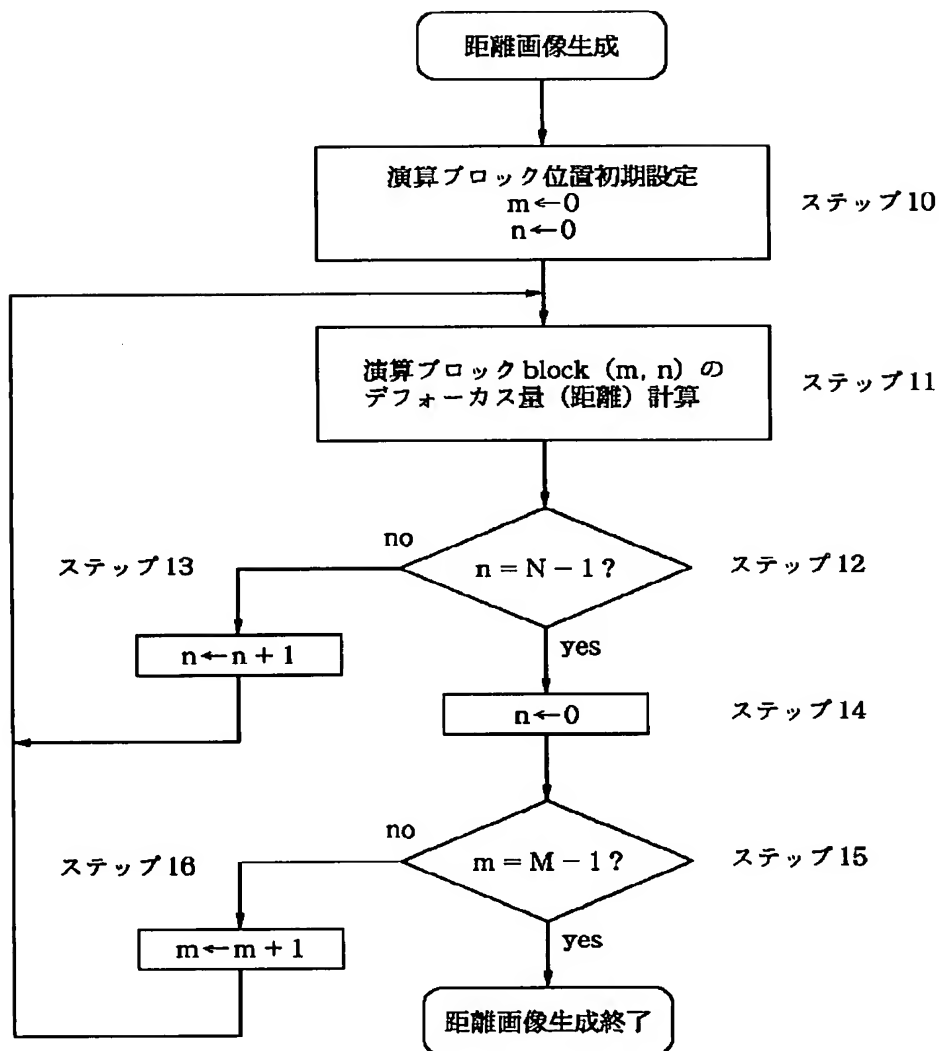 距離画像生成
演算ブロック位置初期設定
m←0
n←0
ステップ10
演算ブロックblock (m, n) の
デフォーカス量 (距離) 計算
ステップ11
n = N − 1 ?
ステップ12
no
ステップ13
n←n + 1
yes
n←0
ステップ14
m = M − 1 ?
ステップ15
no
ステップ16
m←m + 1
yes
距離画像生成終了